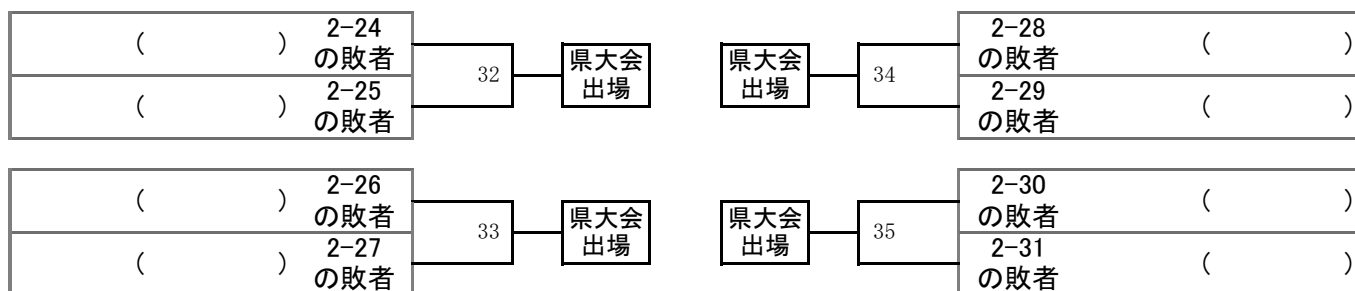 (　　　) 2-24
の敗者
(　　　) 2-25
の敗者
32
県大会
出場
県大会
出場
34
2-28 (　　　)
の敗者
2-29 (　　　)
の敗者
(　　　) 2-26
の敗者
(　　　) 2-27
の敗者
33
県大会
出場
県大会
出場
35
2-30 (　　　)
の敗者
2-31 (　　　)
の敗者